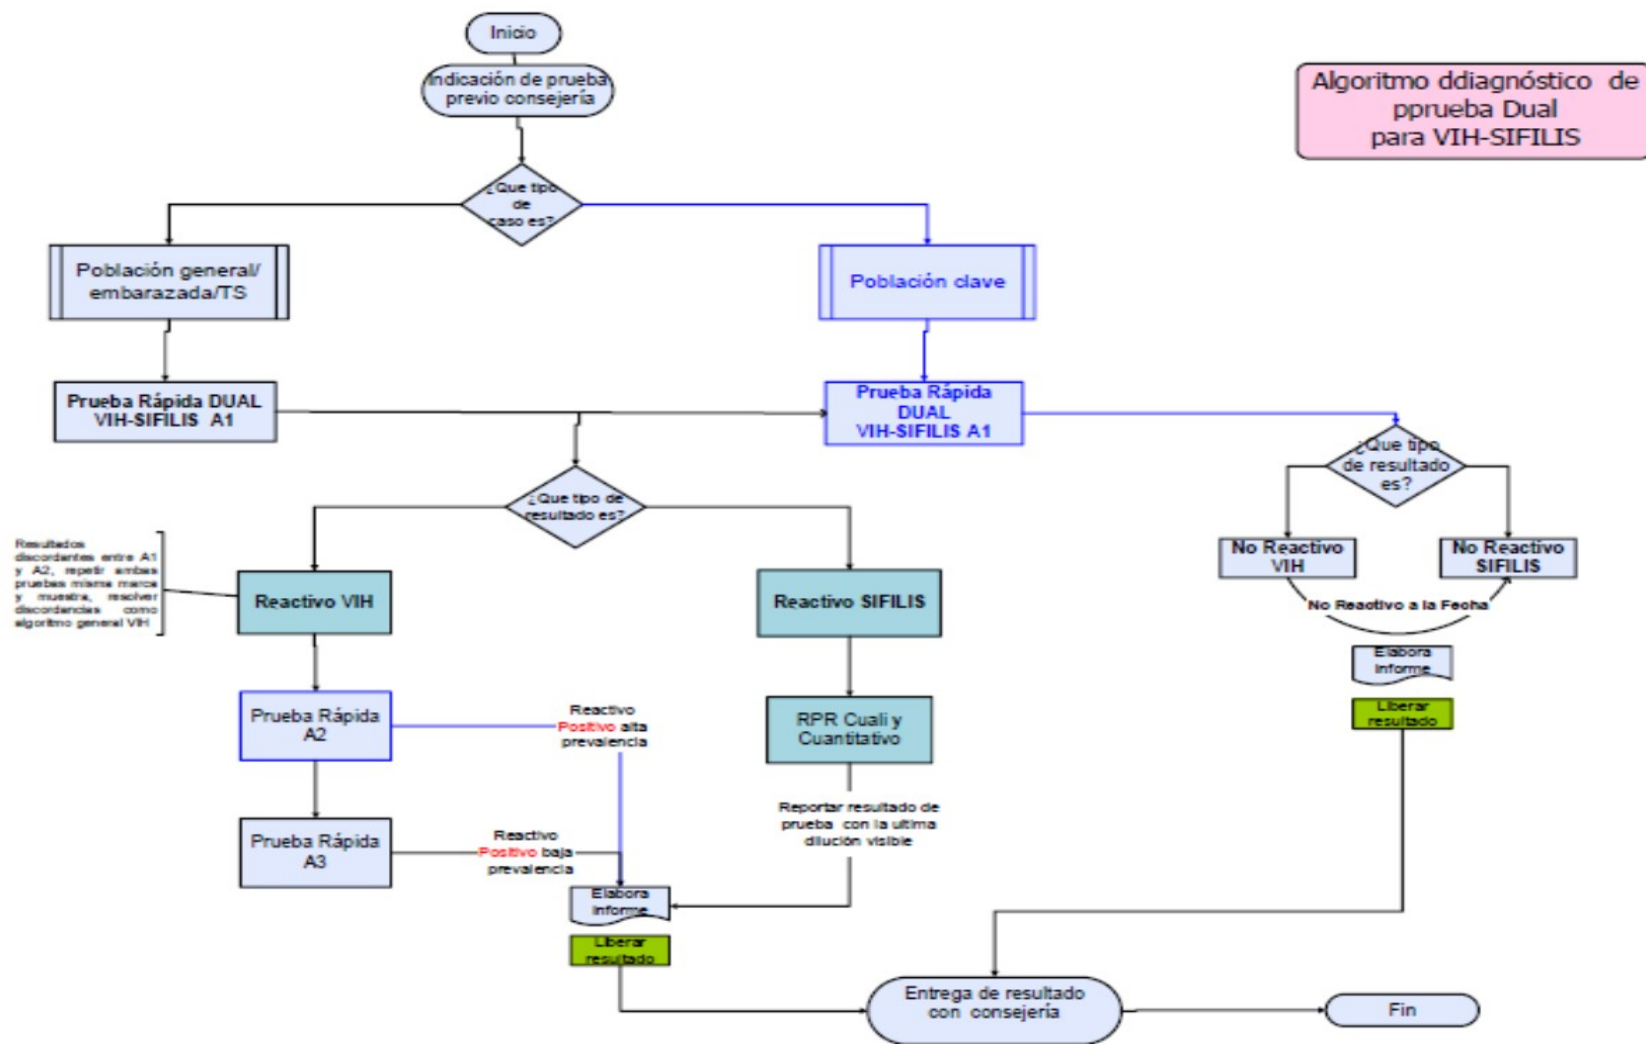 Inicio
Indicación de prueba
previo consejería
Algoritmo ddiagnóstico de
pprueba Dual
para VIH-SIFILIS
¿Que tipo
de
caso es?
Población general/
embarazada/TS
Población clave
Prueba Rápida DUAL
VIH-SIFILIS A1
Prueba Rápida
DUAL
VIH-SIFILIS A1
¿Que tipo
de resultado
es?
¿Que tipo de
resultado es?
No Reactivo
VIH
No Reactivo
SIFILIS
No Reactivo a la Fecha
Resultados
discordantes entre A1
y A2, repetir ambas
pruebas misma marca
y muestra, resolver
discordancias como
algoritmo general VIH
Reactivo VIH
Reactivo SIFILIS
Elabora
informe
Liberar
resultado
Prueba Rápida
A2
Reactivo
Positivo alta
prevalencia
RPR Cuali y
Cuantitativo
Reportar resultado de
prueba con la ultima
dilución visible
Prueba Rápida
A3
Reactivo
Positivo baja
prevalencia
Elabora
informe
Liberar
resultado
Entrega de resultado
con consejería
Fin